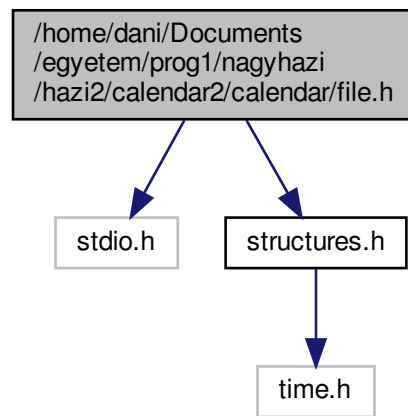 /home/dani/Documents
/egyetem/prog1/nagyhazi
/hazi2/calendar2/calendar/file.h
stdio.h
structures.h
time.h